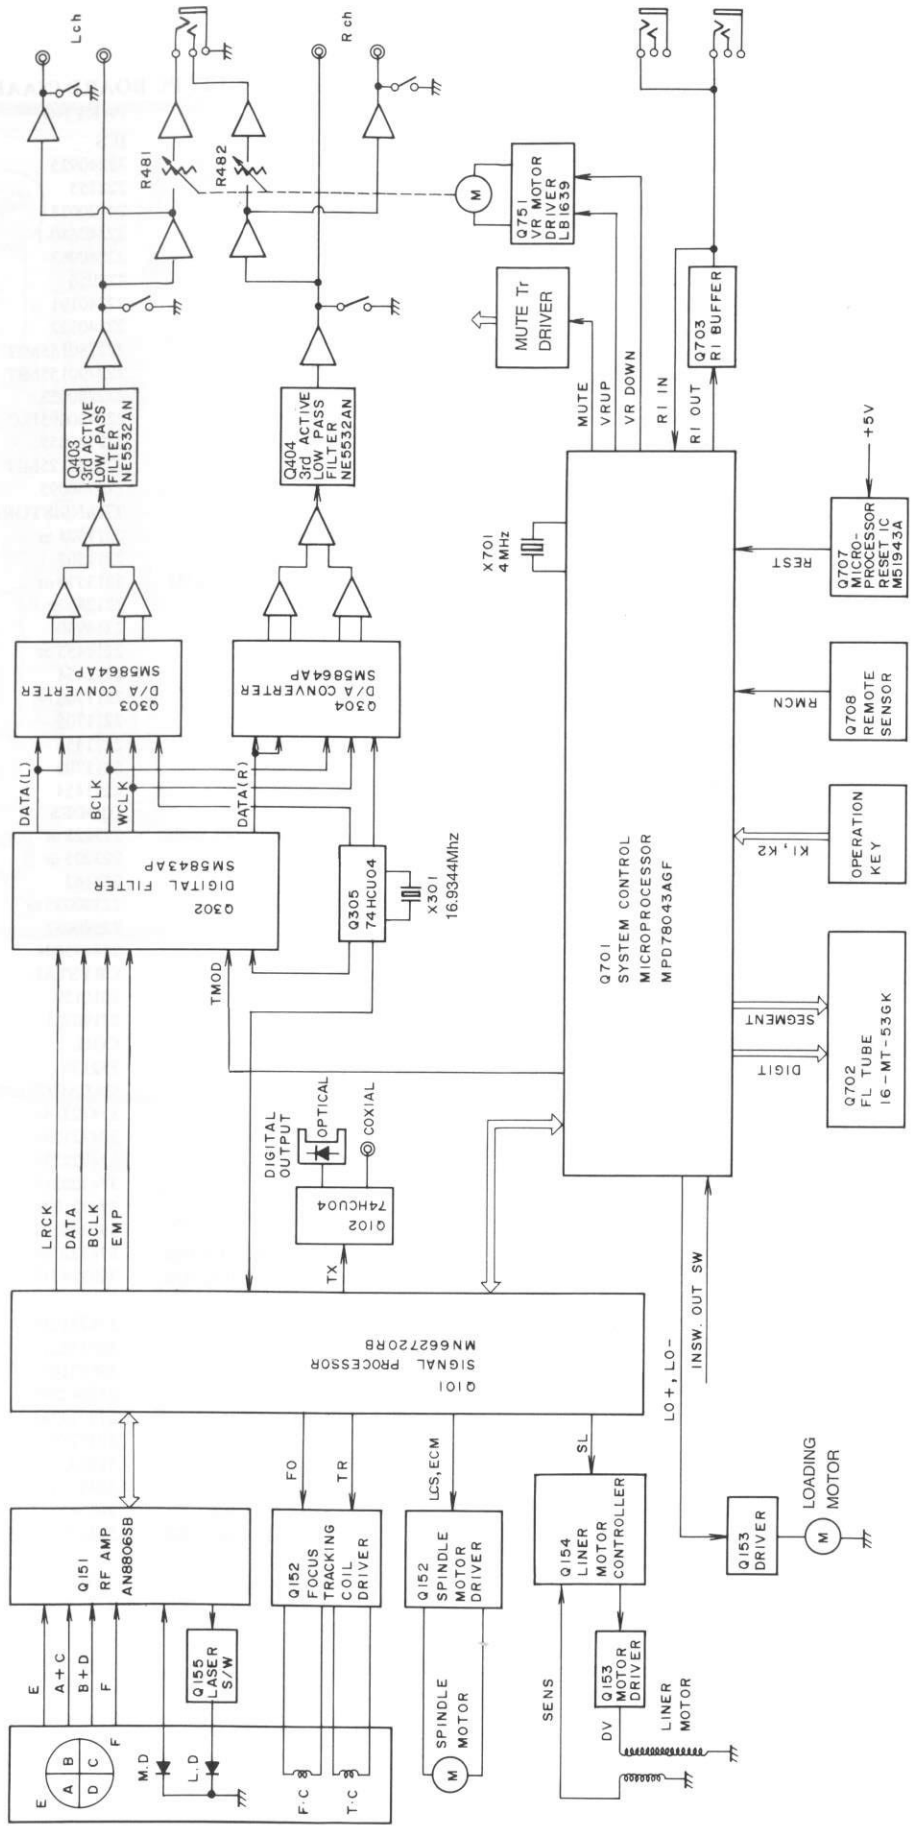 E
A+C
B+D
F
E
A
B
D
C
F
M.D
L.D
F·C
T·C
Q151
RF AMP
AN8806SB
Q155
LASER
S/W
Q152
FOCUS
TRACKING
COIL
DRIVER
FO
TR
SPINDLE
MOTOR
M
Q152
SPINDLE
MOTOR
DRIVER
LCS,ECM
SENS
Q154
LINER
MOTOR
CONTROLLER
SL
DV
Q153
MOTOR
DRIVER
LINER
MOTOR
Q153
DRIVER
M
LOADING
MOTOR
LO+, LO-
INSW. OUT SW
Q101
SIGNAL PROCESSOR
MN662720RB
LRCK
DATA
BCLK
EMP
TX
Q102
74HCU04
DIGITAL
OUTPUT
OPTICAL
COXIAL
TMOD
Q302
DIGITAL FILTER
SM5843AP
Q305
74HCU04
X301
16.9344Mhz
DATA(L)
BCLK
WCLK
DATA(R)
Q303
D/A CONVERTER
SM5864AP
Q304
D/A CONVERTER
SM5864AP
Q403
3rd ACTIVE
LOW PASS
FILTER
NE5532AN
Q404
3rd ACTIVE
LOW PASS
FILTER
NE5532AN
R481
R482
Lch
Rch
M
Q751
VR MOTOR
DRIVER
LB1639
MUTE Tr
DRIVER
MUTE
VRUP
VR DOWN
RI IN
RI OUT
Q703
RI BUFFER
X701
4MHz
Q701
SYSTEM CONTROL
MICROPROCESSOR
MPD78043AGF
DIGIT
SEGMENT
Q702
FL TUBE
16-MT-53GK
K1,K2
OPERATION
KEY
RMCN
Q708
REMOTE
SENSOR
REST
Q707
MICRO-
PROCESSOR
RESET IC
M51943A
+5V